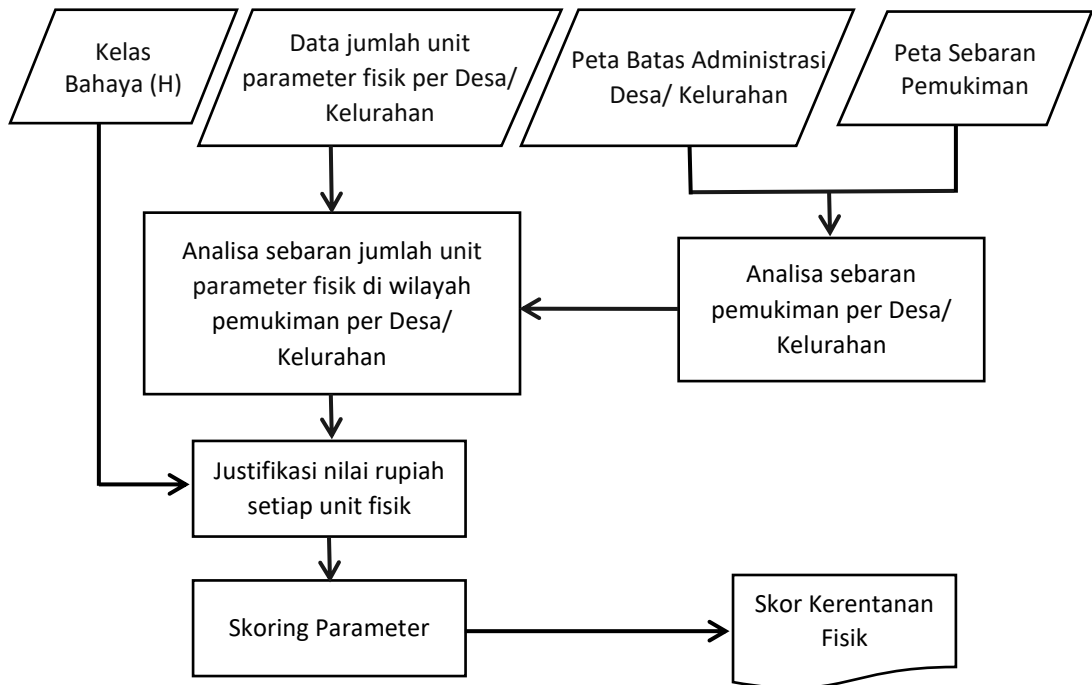 Kelas
Bahaya (H)
Data jumlah unit
parameter fisik per Desa/
Kelurahan
Peta Batas Administrasi
Desa/ Kelurahan
Peta Sebaran
Pemukiman
Analisa sebaran jumlah unit
parameter fisik di wilayah
pemukiman per Desa/
Kelurahan
Analisa sebaran
pemukiman per Desa/
Kelurahan
Justifikasi nilai rupiah
setiap unit fisik
Skoring Parameter
Skor Kerentanan
Fisik